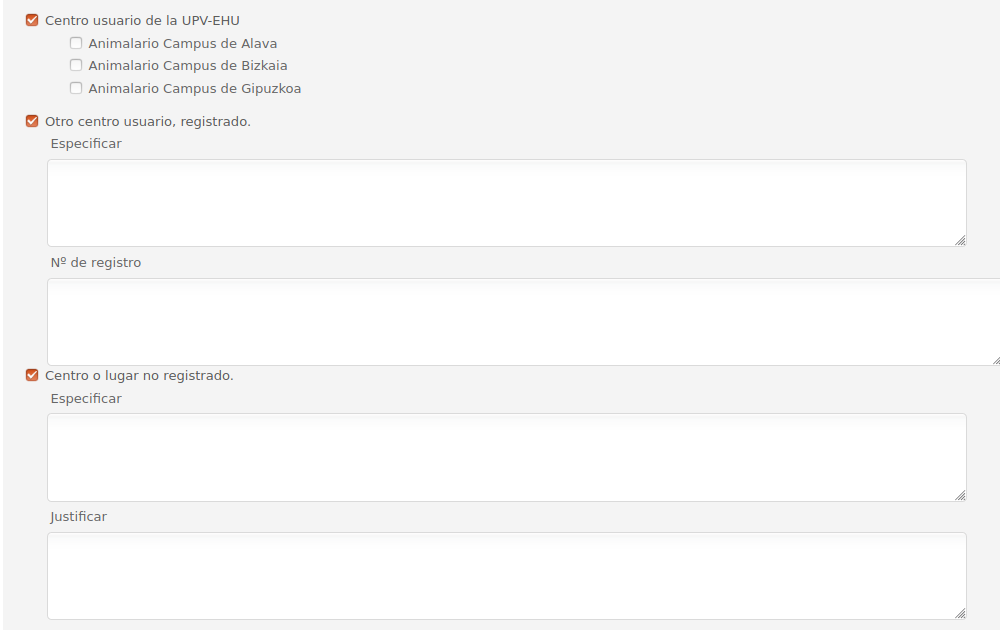 Centro usuario de la UPV-EHU
Animalario Campus de Alava
Animalario Campus de Bizkaia
Animalario Campus de Gipuzkoa
Otro centro usuario, registrado.
Especificar
Nº de registro
Centro o lugar no registrado.
Especificar
Justificar